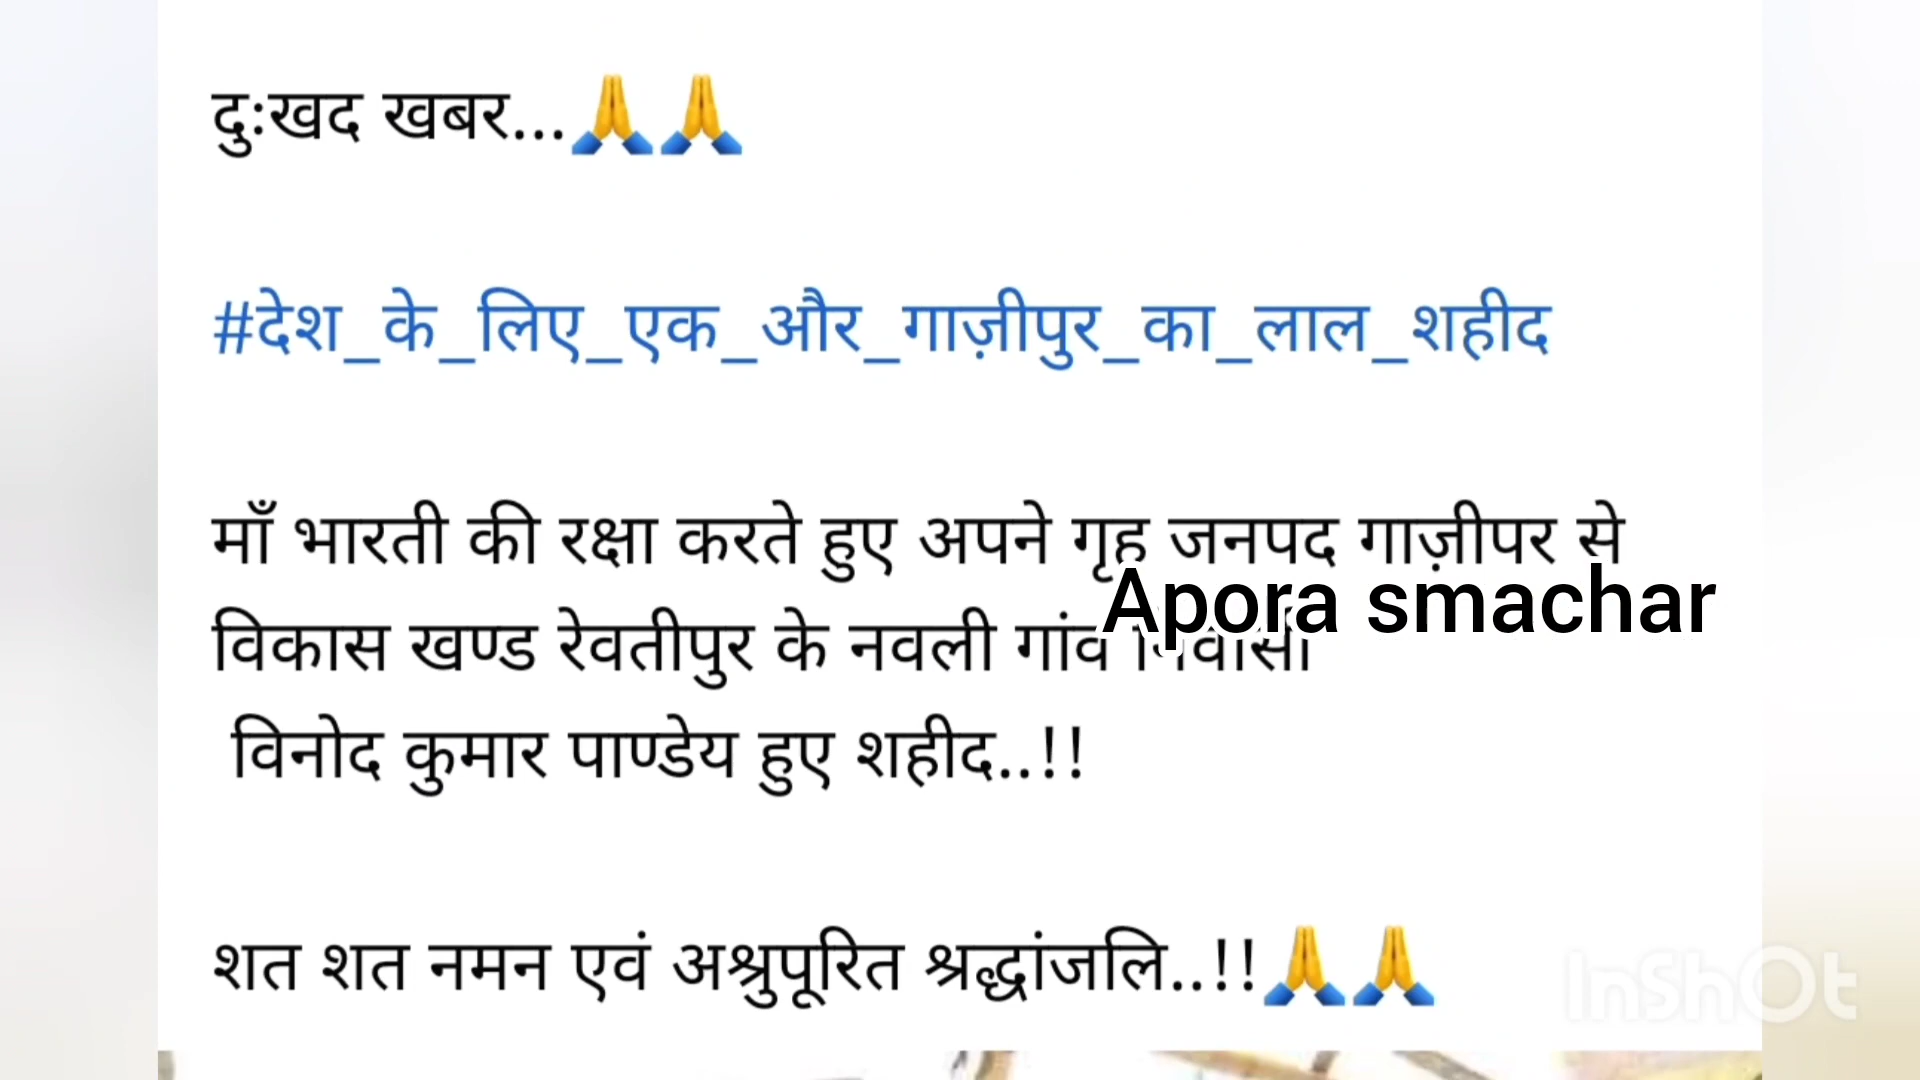 दुःखद खबर...🙏🙏
#देश_के_लिए_एक_और_गाज़ीपुर_का_लाल_शहीद
माँ भारती की रक्षा करते हुए अपने गृह जनपद गाज़ीपर से
Apora smachar
विकास खण्ड रेवतीपुर के नवली गांव
विनोद कुमार पाण्डेय हुए शहीद..!!
शत शत नमन एवं अश्रुपूरित श्रद्धांजलि..!!🙏🙏
InShOt